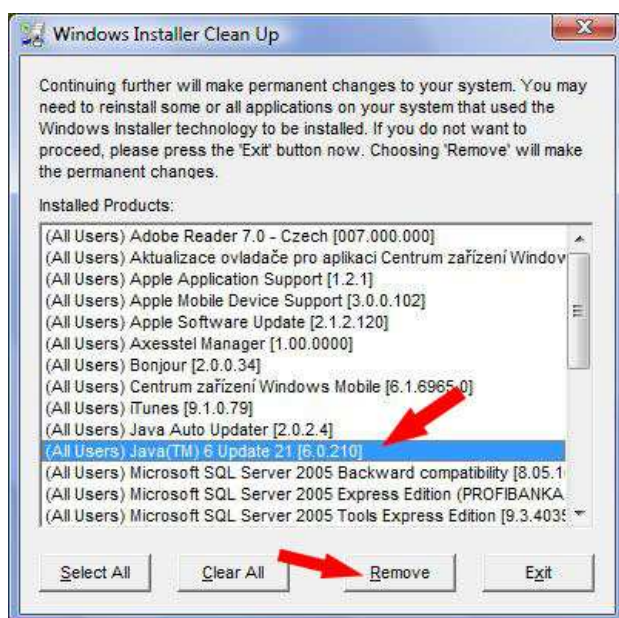 Windows Installer Clean Up
Continuing further will make permanent changes to your system. You may
need to reinstall some or all applications on your system that used the
Windows Installer technology to be installed. If you do not want to
proceed, please press the 'Exit' button now. Choosing 'Remove' will make
the permanent changes.
Installed Products:
(All Users) Adobe Reader 7.0 - Czech [007.000.000]
(All Users) Aktualizace ovladače pro aplikaci Centrum zařízení Window
(All Users) Apple Application Support [1.2.1]
(All Users) Apple Mobile Device Support [3.0.0.102]
(All Users) Apple Software Update [2.1.2.120]
(All Users) Axesstel Manager [1.00.0000]
(All Users) Bonjour [2.0.0.34]
(All Users) Centrum zařízení Windows Mobile [6.1.6965.0]
(All Users) iTunes [9.1.0.79]
(All Users) Java Auto Updater [2.0.2.4]
(All Users) Java(TM) 6 Update 21 [6.0.210]
(All Users) Microsoft SQL Server 2005 Backward compatibility [8.05.1
(All Users) Microsoft SQL Server 2005 Express Edition (PROFIBANKA
(All Users) Microsoft SQL Server 2005 Tools Express Edition [9.3.4035
Select All Clear All Remove Exit